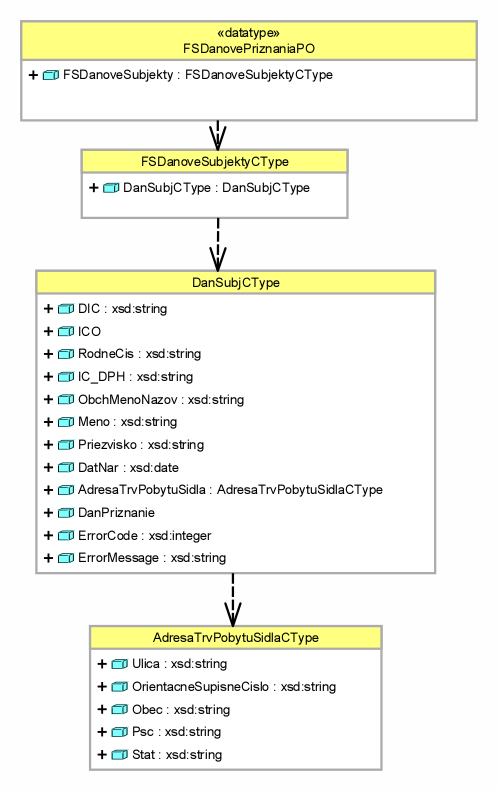 «datatype»
FSDanovePriznaniaPO
+ FSDanoveSubjekty : FSDanoveSubjektyCType
FSDanoveSubjektyCType
+ DanSubjCType : DanSubjCType
DanSubjCType
+ DIC : xsd:string
+ ICO
+ RodneCis : xsd:string
+ IC_DPH : xsd:string
+ ObchMenoNazov : xsd:string
+ Meno : xsd:string
+ Priezvisko : xsd:string
+ DatNar : xsd:date
+ AdresaTrvPobytuSidla : AdresaTrvPobytuSidlaCType
+ DanPriznanie
+ ErrorCode : xsd:integer
+ ErrorMessage : xsd:string
AdresaTrvPobytuSidlaCType
+ Ulica : xsd:string
+ OrientacneSupisneCislo : xsd:string
+ Obec : xsd:string
+ Psc : xsd:string
+ Stat : xsd:string